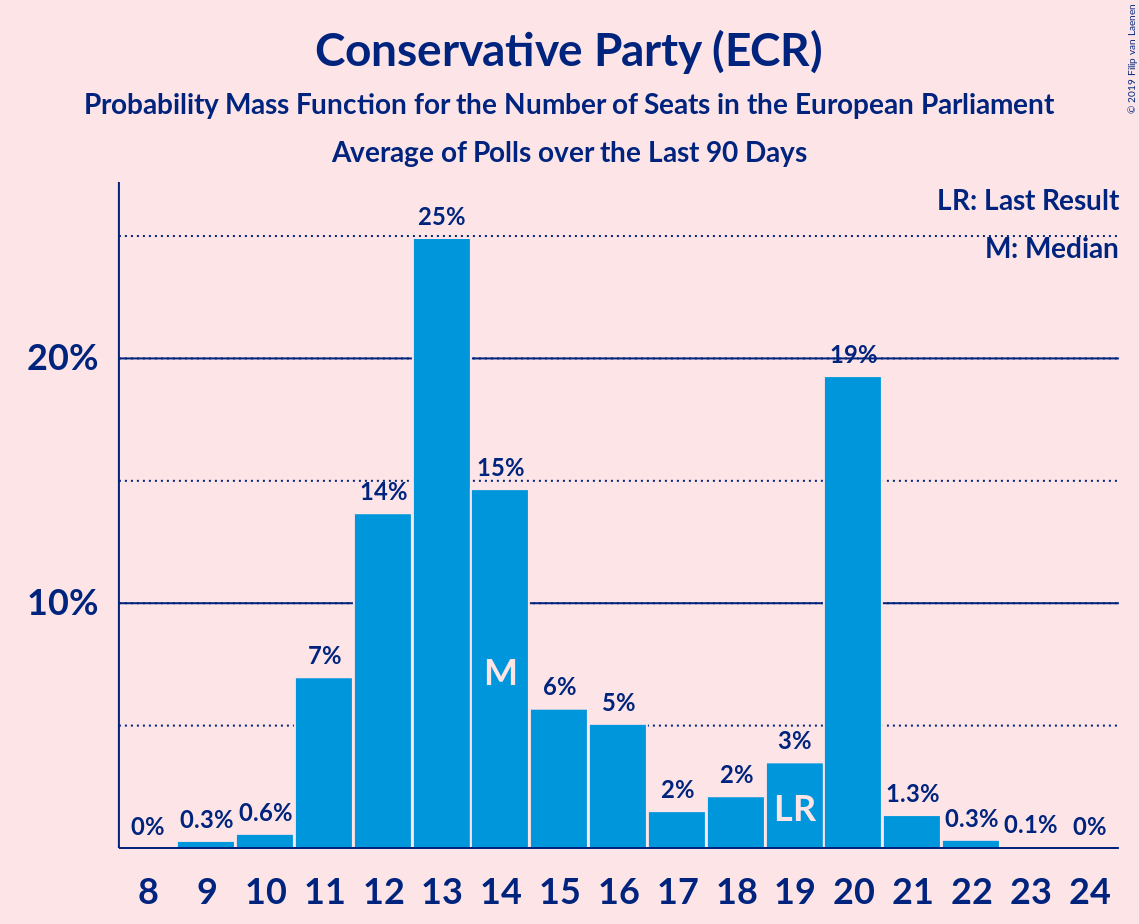 Conservative Party (ECR)
Probability Mass Function for the Number of Seats in the European Parliament
Average of Polls over the Last 90 Days
© 2019 Filip van Laenen
LR: Last Result
M: Median
20%
10%
0% 0.3% 0.6% 7% 14% 25% 15% 6% 5% 2% 2% 3% 19% 1.3% 0.3% 0.1% 0%
M
LR
8 9 10 11 12 13 14 15 16 17 18 19 20 21 22 23 24